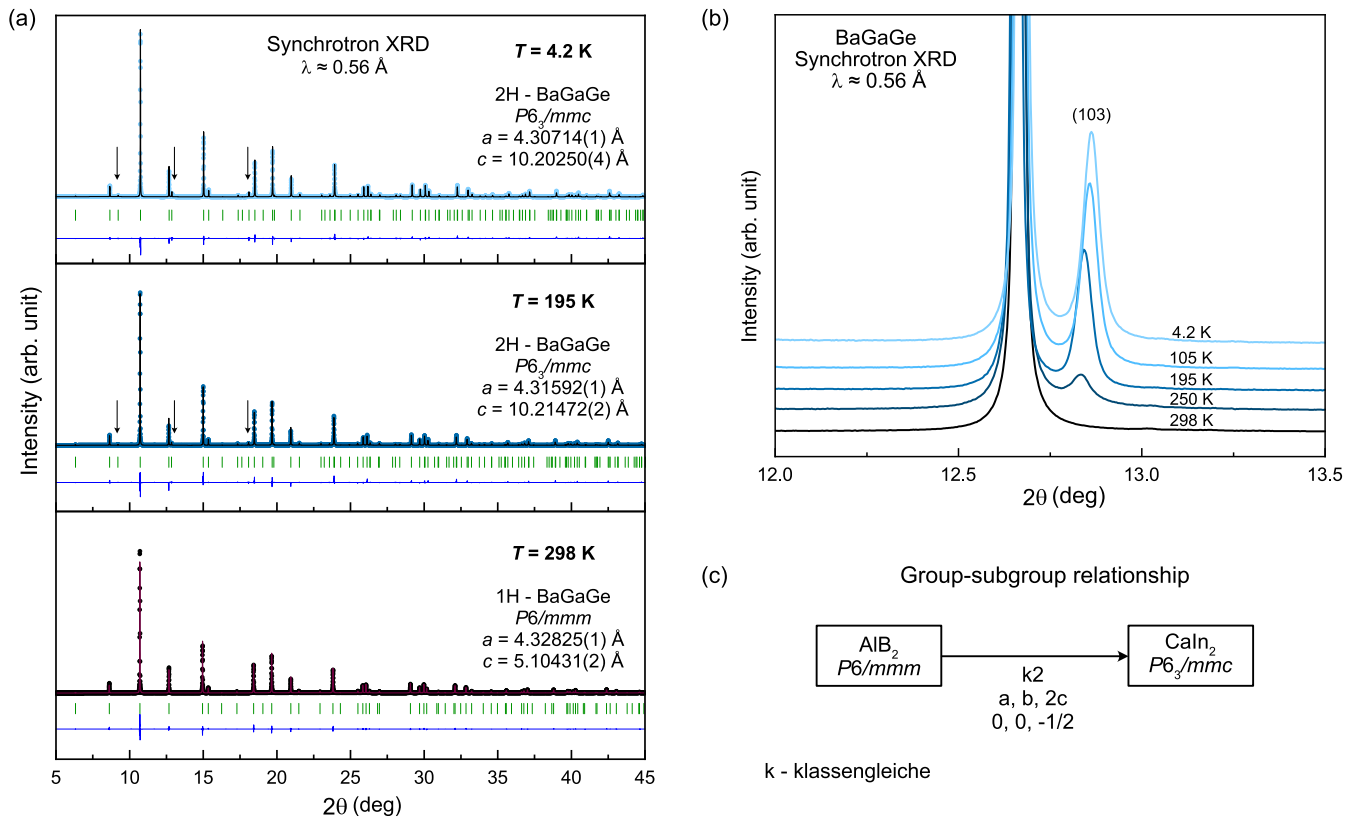 (a)
Synchrotron XRD
λ ≈ 0.56 Å
T = 4.2 K
2H - BaGaGe
P6₃/mmc
a = 4.30714(1) Å
c = 10.20250(4) Å
T = 195 K
2H - BaGaGe
P6₃/mmc
a = 4.31592(1) Å
c = 10.21472(2) Å
T = 298 K
1H - BaGaGe
P6/mmm
a = 4.32825(1) Å
c = 5.10431(2) Å
Intensity (arb. unit)
5 10 15 20 25 30 35 40 45
2θ (deg)
(b)
BaGaGe
Synchrotron XRD
λ ≈ 0.56 Å
(103)
4.2 K
105 K
195 K
250 K
298 K
Intensity (arb. unit)
12.0 12.5 13.0 13.5
2θ (deg)
(c)
Group-subgroup relationship
AlB₂
P6/mmm
k2
a, b, 2c
0, 0, -1/2
CaIn₂
P6₃/mmc
k - klassengleiche